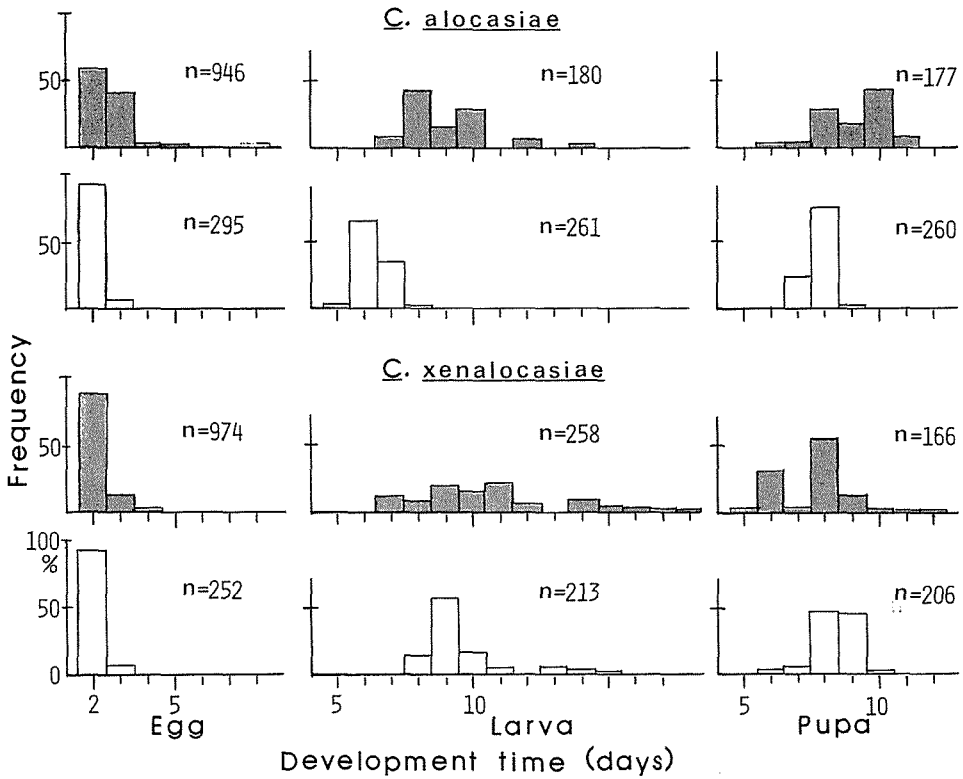 C. alocasiae
50
n=946
n=180
n=177
50
n=295
n=261
n=260
Frequency
C. xenalocasiae
50
n=974
n=258
n=166
100
%
50
0
n=252
n=213
n=206
2 5 5 10 5 10
Egg Larva Pupa
Development time (days)